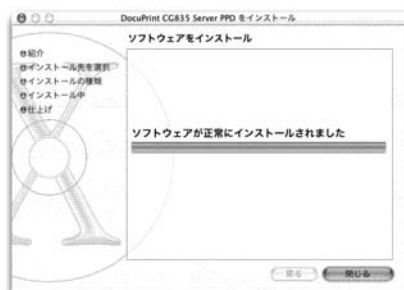 DocuPrint CG835 Server PPD をインストール
ソフトウェアをインストール
紹介
インストール先を選択
インストールの種類
インストール中
仕上げ
ソフトウェアが正常にインストールされました
戻る
閉じる